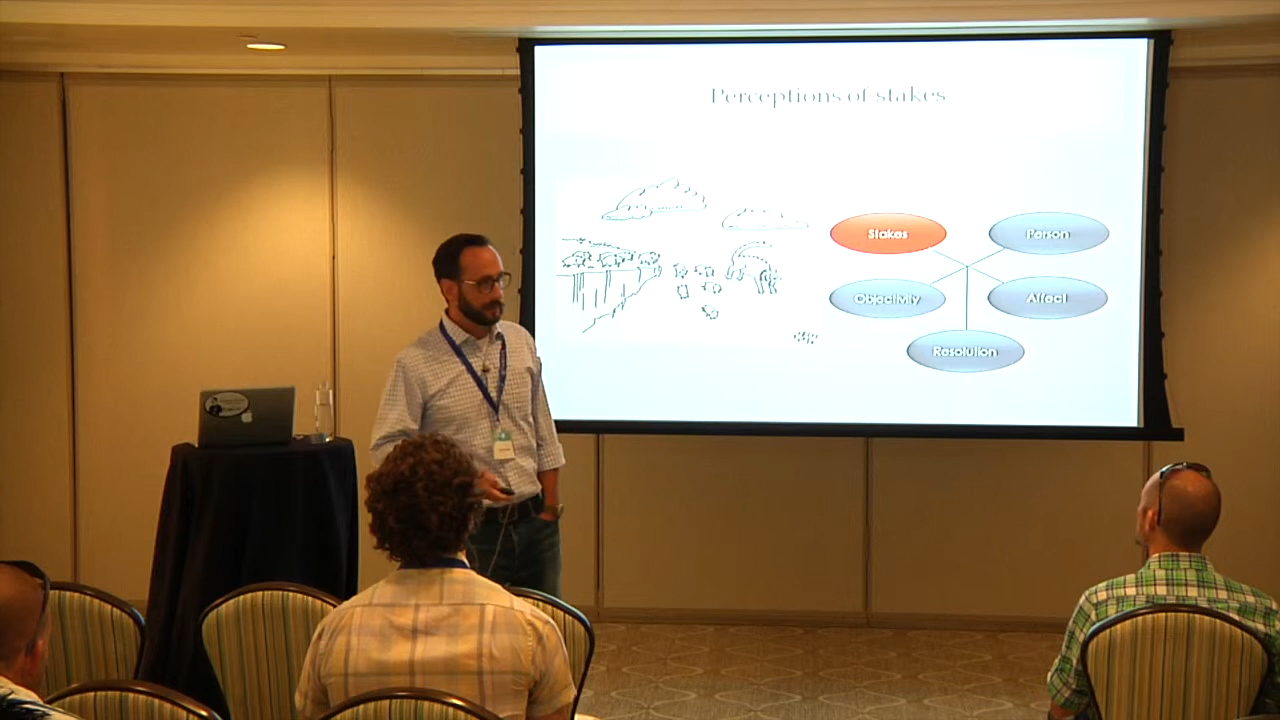 Perceptions of stakes
Stakes
Person
Objectivity
Affect
Resolution